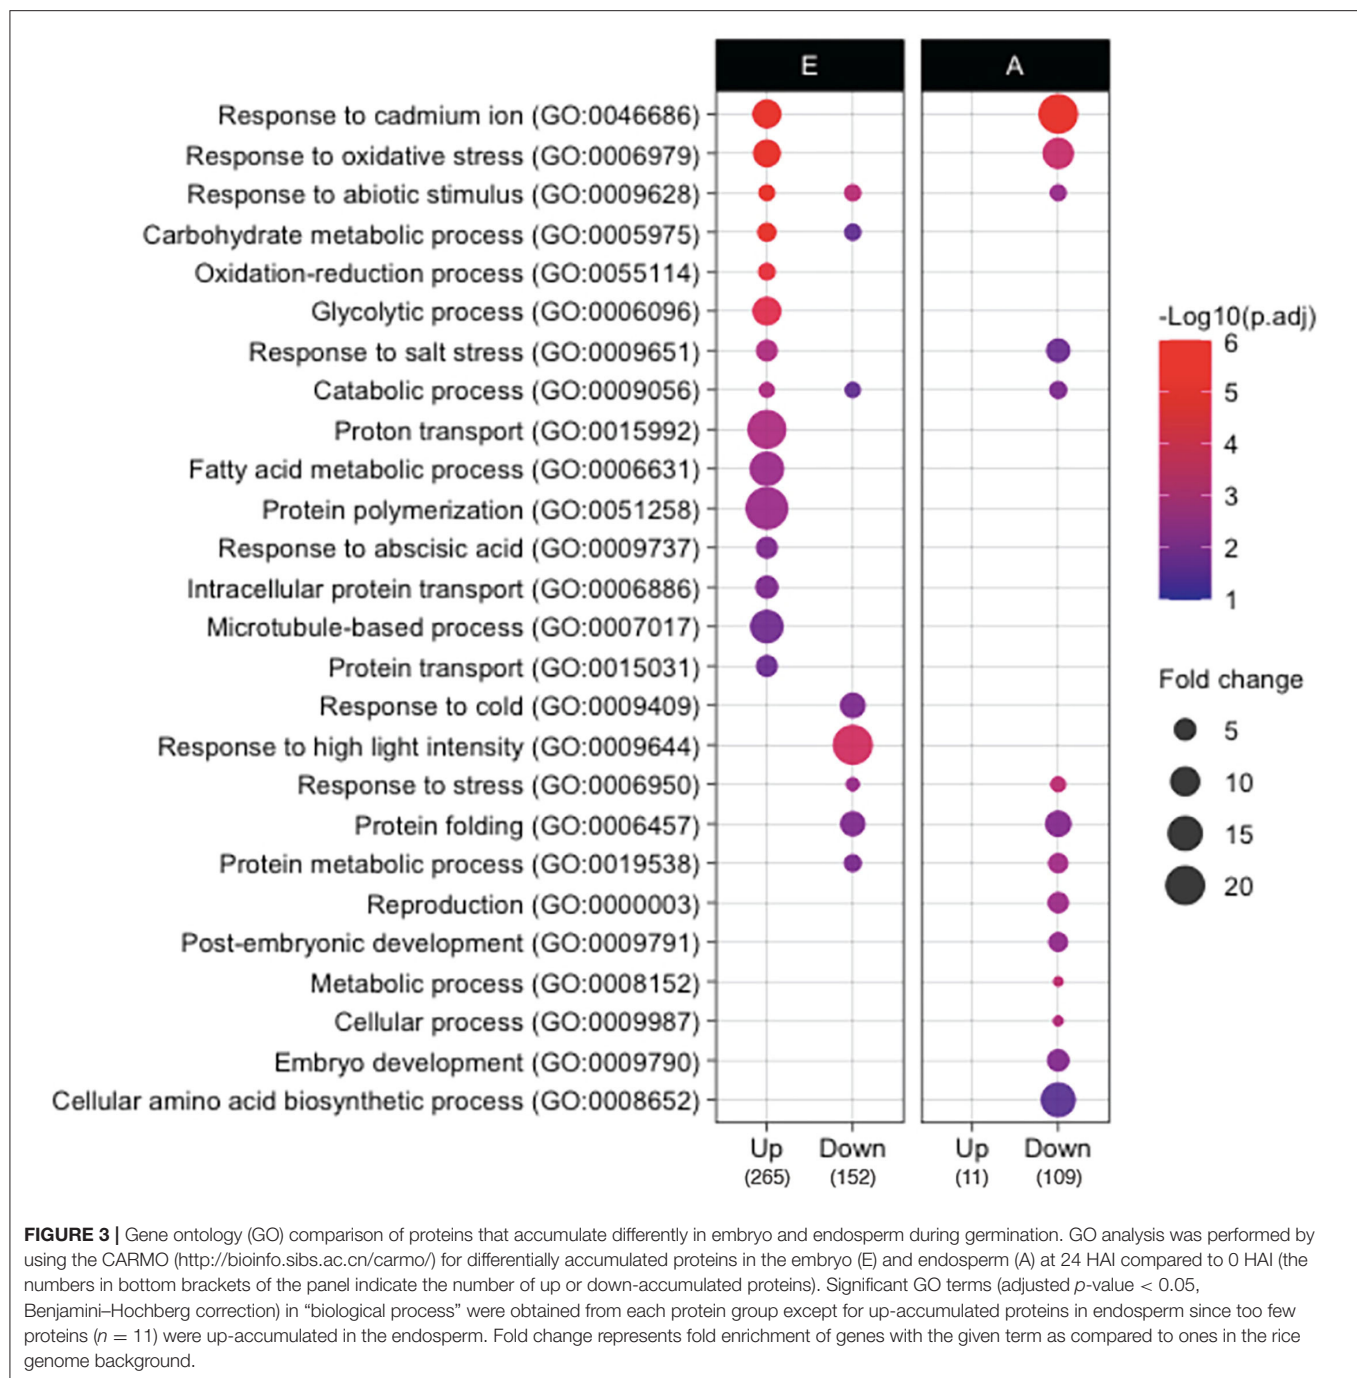 E A
Response to cadmium ion (GO:0046686)
Response to oxidative stress (GO:0006979)
Response to abiotic stimulus (GO:0009628)
Carbohydrate metabolic process (GO:0005975)
Oxidation-reduction process (GO:0055114)
Glycolytic process (GO:0006096)
Response to salt stress (GO:0009651)
Catabolic process (GO:0009056)
Proton transport (GO:0015992)
Fatty acid metabolic process (GO:0006631)
Protein polymerization (GO:0051258)
Response to abscisic acid (GO:0009737)
Intracellular protein transport (GO:0006886)
Microtubule-based process (GO:0007017)
Protein transport (GO:0015031)
Response to cold (GO:0009409)
Response to high light intensity (GO:0009644)
Response to stress (GO:0006950)
Protein folding (GO:0006457)
Protein metabolic process (GO:0019538)
Reproduction (GO:0000003)
Post-embryonic development (GO:0009791)
Metabolic process (GO:0008152)
Cellular process (GO:0009987)
Embryo development (GO:0009790)
Cellular amino acid biosynthetic process (GO:0008652)
Up Down Up Down
(265) (152) (11) (109)
-Log10(p.adj)
6
5
4
3
2
1
Fold change
5
10
15
20
FIGURE 3 | Gene ontology (GO) comparison of proteins that accumulate differently in embryo and endosperm during germination. GO analysis was performed by
using the CARMO (http://bioinfo.sibs.ac.cn/carmo/) for differentially accumulated proteins in the embryo (E) and endosperm (A) at 24 HAI compared to 0 HAI (the
numbers in bottom brackets of the panel indicate the number of up or down-accumulated proteins). Significant GO terms (adjusted p-value < 0.05,
Benjamini–Hochberg correction) in “biological process” were obtained from each protein group except for up-accumulated proteins in endosperm since too few
proteins (n = 11) were up-accumulated in the endosperm. Fold change represents fold enrichment of genes with the given term as compared to ones in the rice
genome background.